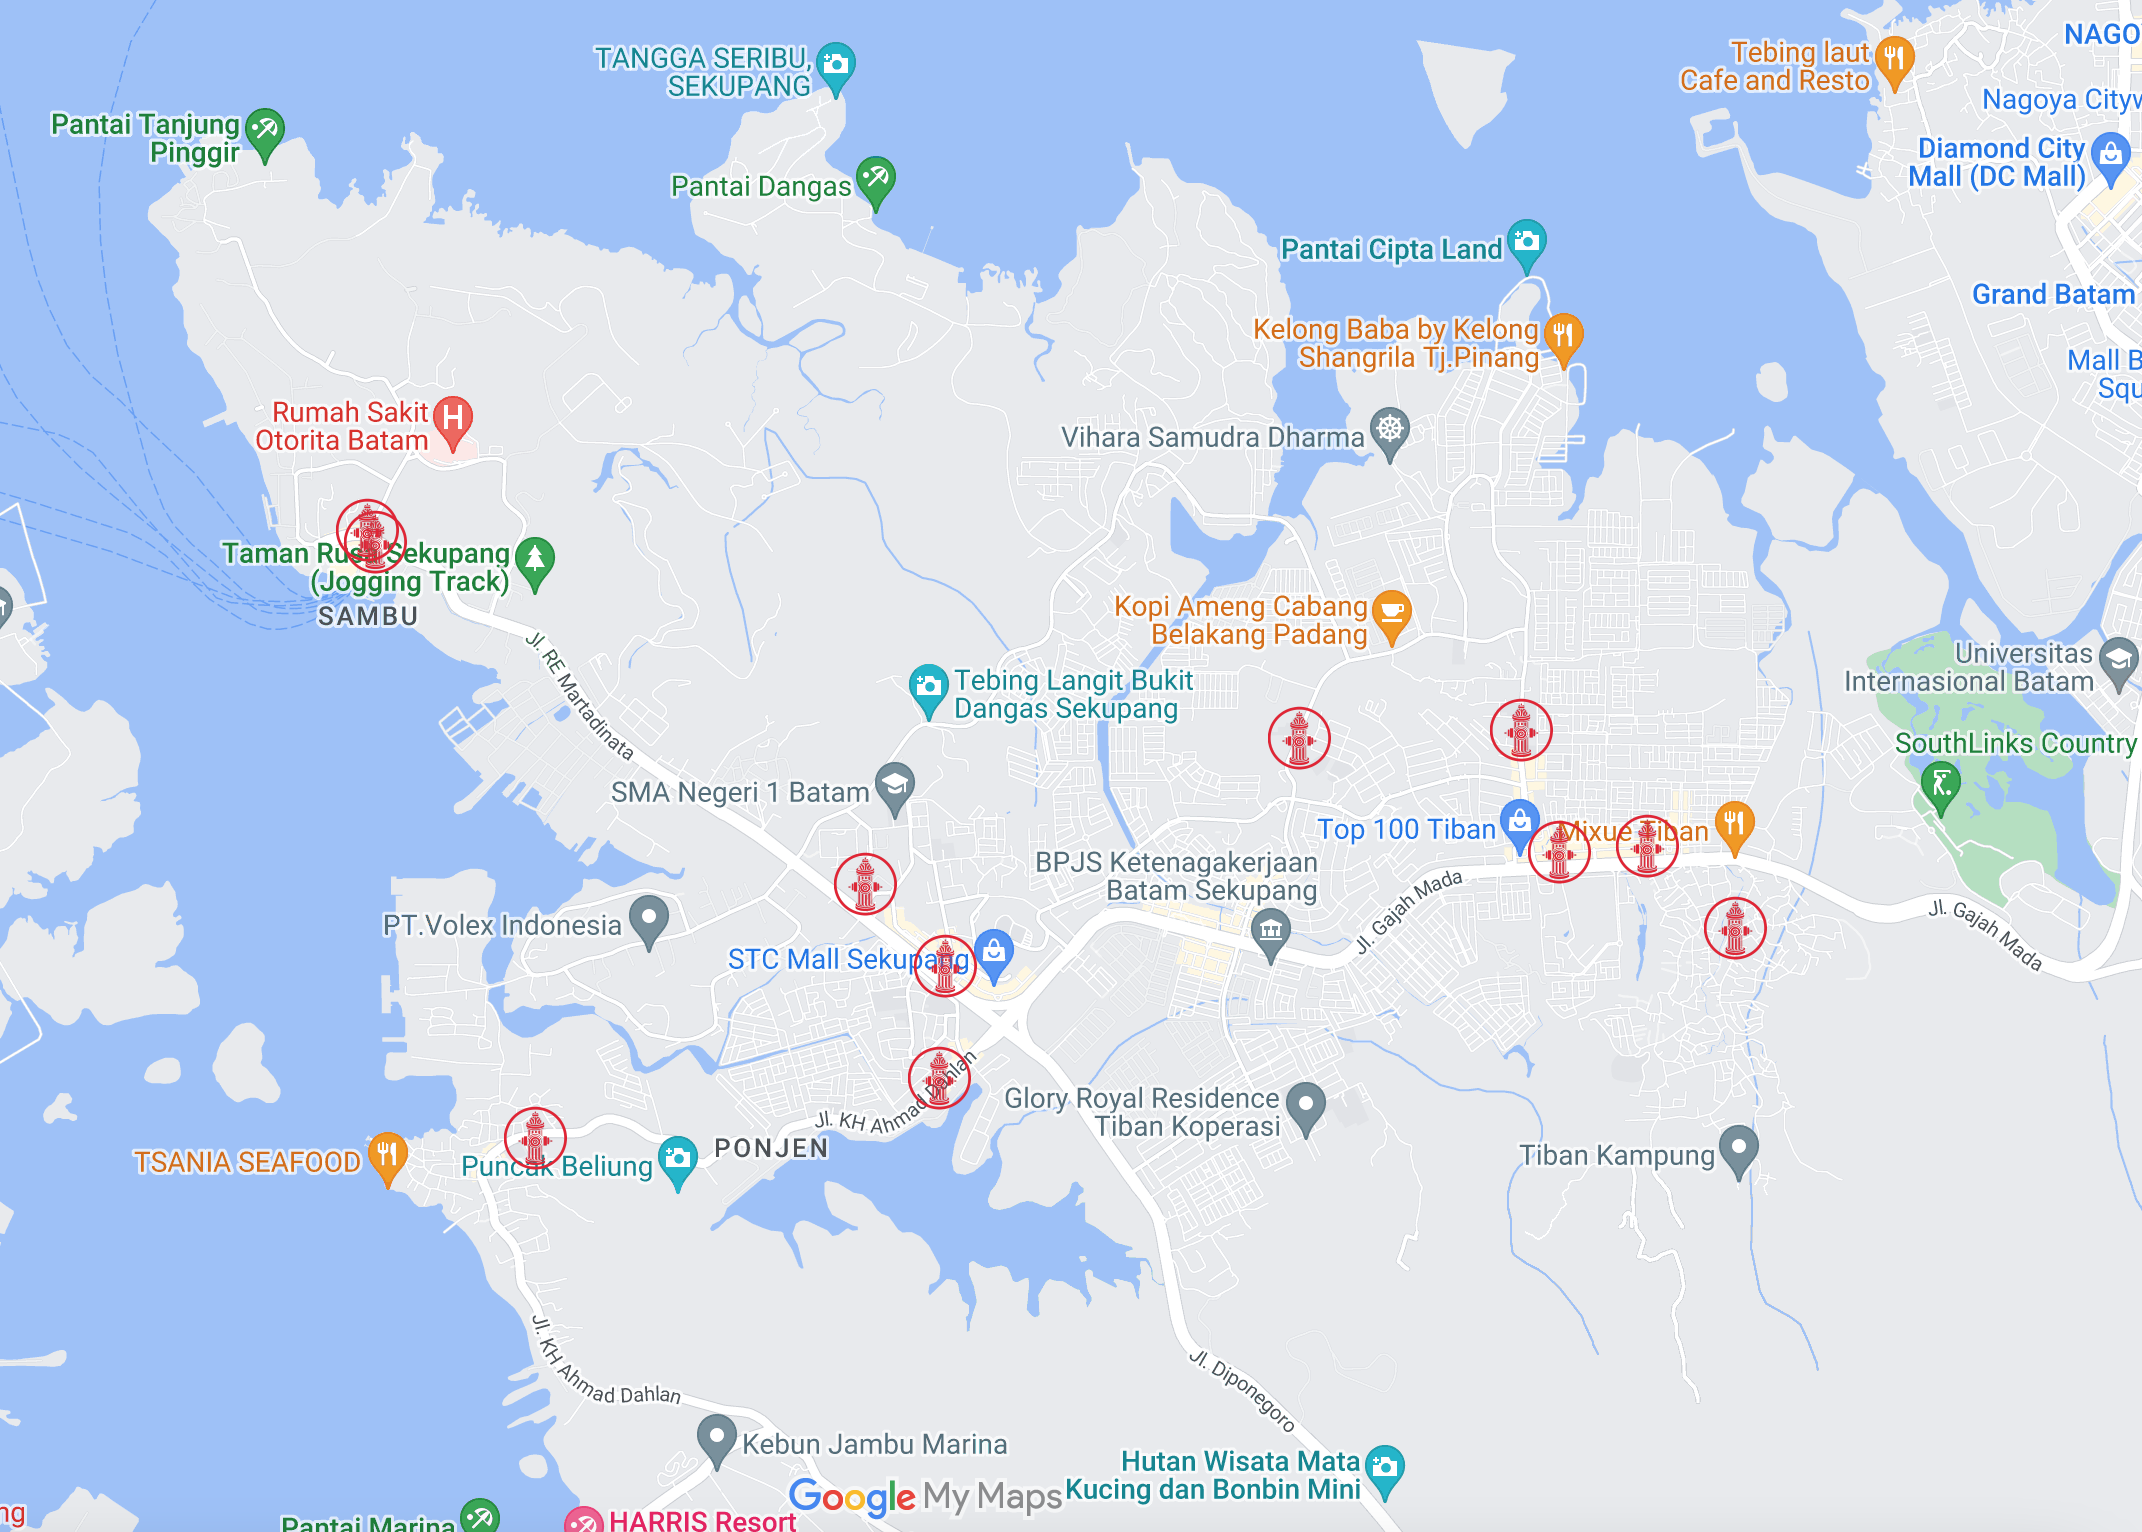 TANGGA SERIBU,
SEKUPANG
Tebing laut
Cafe and Resto
NAGO
Nagoya Cityw
Pantai Tanjung
Pinggir
Diamond City
Mall (DC Mall)
Pantai Dangas
Pantai Cipta Land
Grand Batam
Kelong Baba by Kelong
Shangrila Tj.Pinang
Mall B
Squ
Rumah Sakit
Otorita Batam
H
Vihara Samudra Dharma
Taman Rusa Sekupang
(Jogging Track)
SAMBU
Kopi Ameng Cabang
Belakang Padang
Jl. RE Martadinata
Universitas
Internasional Batam
Tebing Langit Bukit
Dangas Sekupang
SouthLinks Country
SMA Negeri 1 Batam
Top 100 Tiban
Mixue Tiban
BPJS Ketenagakerjaan
Batam Sekupang
Jl. Gajah Mada
Jl. Gajah Mada
PT.Volex Indonesia
STC Mall Sekupang
Jl. KH Ahmad Dahlan
Glory Royal Residence
Tiban Koperasi
PONJEN
TSANIA SEAFOOD
Puncak Beliung
Tiban Kampung
Jl. KH Ahmad Dahlan
Jl. Diponegoro
Kebun Jambu Marina
Hutan Wisata Mata
Kucing dan Bonbin Mini
Google My Maps
ng
Pantai Marina
HARRIS Resort